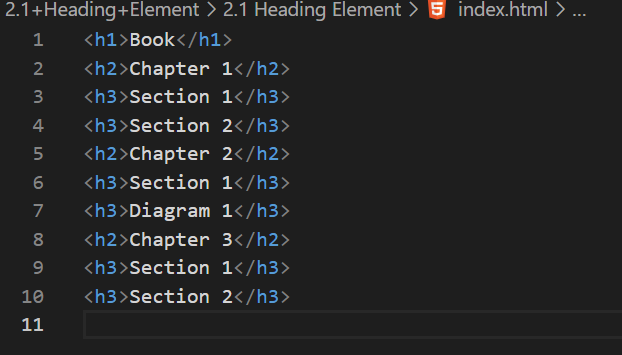 2.1+Heading+Element > 2.1 Heading Element > index.html > ...
1 <h1>Book</h1>
2 <h2>Chapter 1</h2>
3 <h3>Section 1</h3>
4 <h3>Section 2</h3>
5 <h2>Chapter 2</h2>
6 <h3>Section 1</h3>
7 <h3>Diagram 1</h3>
8 <h2>Chapter 3</h2>
9 <h3>Section 1</h3>
10 <h3>Section 2</h3>
11